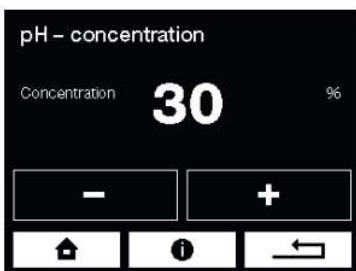 pH – concentration
Concentration 30 %
– +